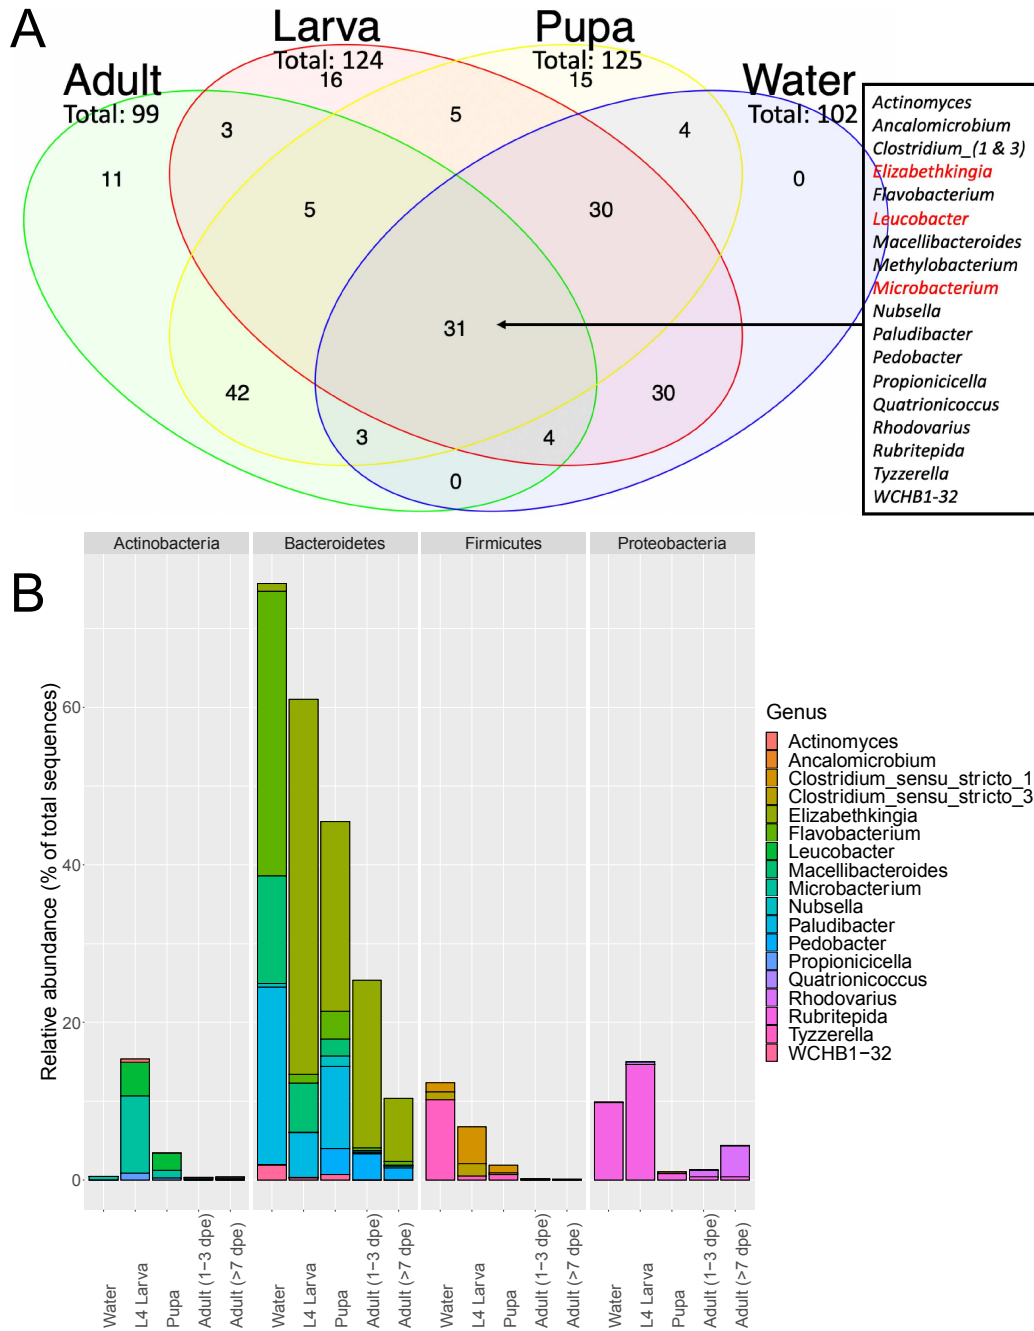 A
Larva
Total: 124
Pupa
Total: 125
Adult
Total: 99
Water
Total: 102
16
15
3
5
4
11
0
5
30
31
42
30
3
4
0
Actinomyces
Ancalomicrobium
Clostridium_(1 & 3)
Elizabethkingia
Flavobacterium
Leucobacter
Macellibacteroides
Methylobacterium
Microbacterium
Nubsella
Paludibacter
Pedobacter
Propionicicella
Quatrionicoccus
Rhodovarius
Rubritepida
Tyzzerella
WCHB1-32
B
Actinobacteria
Bacteroidetes
Firmicutes
Proteobacteria
Relative abundance (% of total sequences)
60
40
20
0
Water
L4 Larva
Pupa
Adult (1−3 dpe)
Adult (>7 dpe)
Water
L4 Larva
Pupa
Adult (1−3 dpe)
Adult (>7 dpe)
Water
L4 Larva
Pupa
Adult (1−3 dpe)
Adult (>7 dpe)
Water
L4 Larva
Pupa
Adult (1−3 dpe)
Adult (>7 dpe)
Genus
Actinomyces
Ancalomicrobium
Clostridium_sensu_stricto_1
Clostridium_sensu_stricto_3
Elizabethkingia
Flavobacterium
Leucobacter
Macellibacteroides
Microbacterium
Nubsella
Paludibacter
Pedobacter
Propionicicella
Quatrionicoccus
Rhodovarius
Rubritepida
Tyzzerella
WCHB1−32